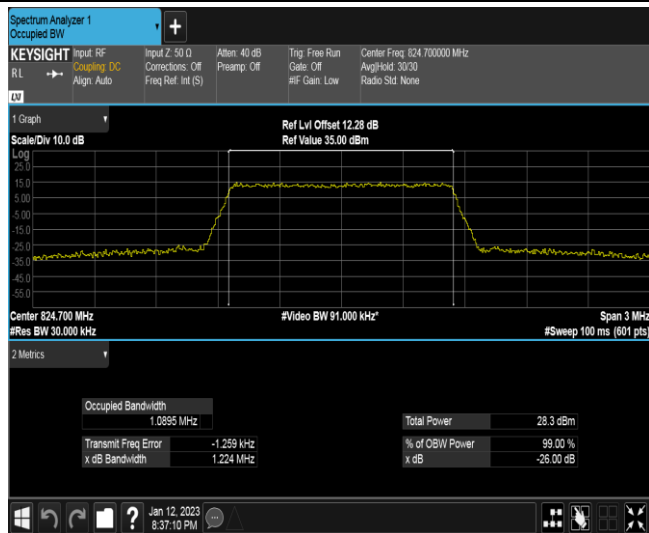 Spectrum Analyzer 1
Occupied BW
+
KEYSIGHT Input: RF Input Z: 50 Ω Atten: 40 dB Trig: Free Run Center Freq: 824.700000 MHz
RL Coupling: DC Corrections: Off Preamp: Off Gate: Off Avg|Hold: 30/30
Align: Auto Freq Ref: Int (S) #IF Gain: Low Radio Std: None
LXI
1 Graph
Ref Lvl Offset 12.28 dB
Scale/Div 10.0 dB Ref Value 35.00 dBm
Log
25.0
15.0
5.00
-5.00
-15.0
-25.0
-35.0
-45.0
-55.0
Center 824.700 MHz #Video BW 91.000 kHz* Span 3 MHz
#Res BW 30.000 kHz #Sweep 100 ms (601 pts)
2 Metrics
Occupied Bandwidth
1.0895 MHz Total Power 28.3 dBm
Transmit Freq Error -1.259 kHz % of OBW Power 99.00 %
x dB Bandwidth 1.224 MHz x dB -26.00 dB
? Jan 12, 2023
8:37:10 PM